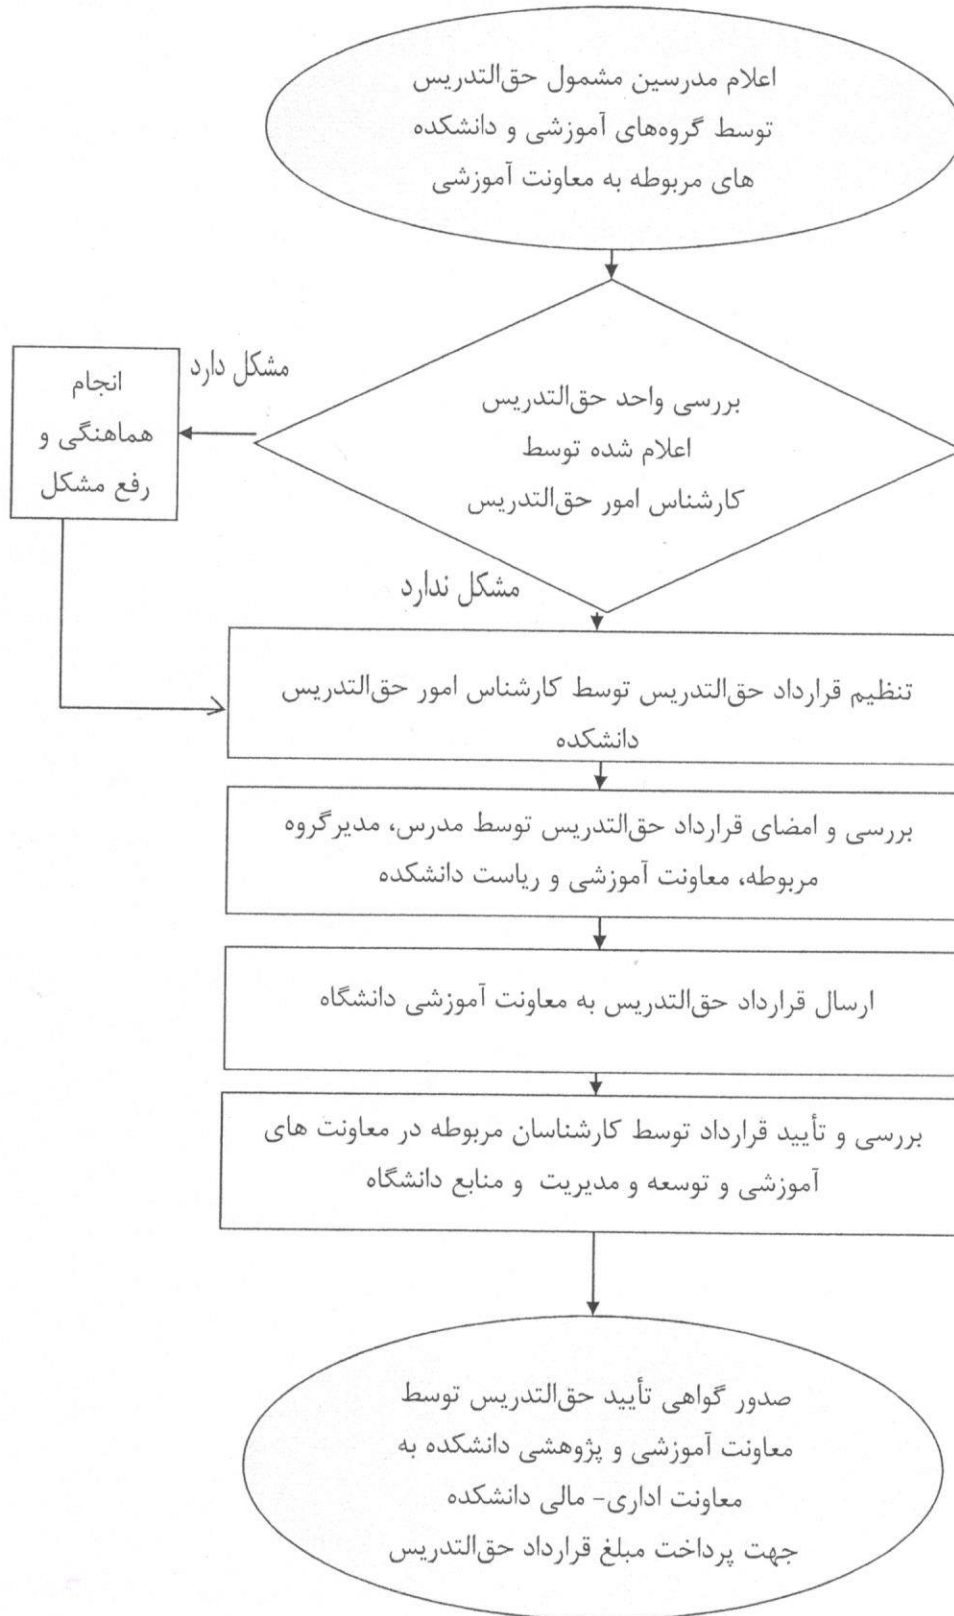 اعلام مدرسین مشمول حق‌التدریس
توسط گروه‌های آموزشی و دانشکده
های مربوطه به معاونت آموزشی
بررسی واحد حق‌التدریس
اعلام شده توسط
کارشناس امور حق‌التدریس
مشکل دارد
انجام
هماهنگی و
رفع مشکل
مشکل ندارد
تنظیم قرارداد حق‌التدریس توسط کارشناس امور حق‌التدریس
دانشکده
بررسی و امضای قرارداد حق‌التدریس توسط مدرس، مدیرگروه
مربوطه، معاونت آموزشی و ریاست دانشکده
ارسال قرارداد حق‌التدریس به معاونت آموزشی دانشگاه
بررسی و تأیید قرارداد توسط کارشناسان مربوطه در معاونت های
آموزشی و توسعه و مدیریت و منابع دانشگاه
صدور گواهی تأیید حق‌التدریس توسط
معاونت آموزشی و پژوهشی دانشکده به
معاونت اداری- مالی دانشکده
جهت پرداخت مبلغ قرارداد حق‌التدریس